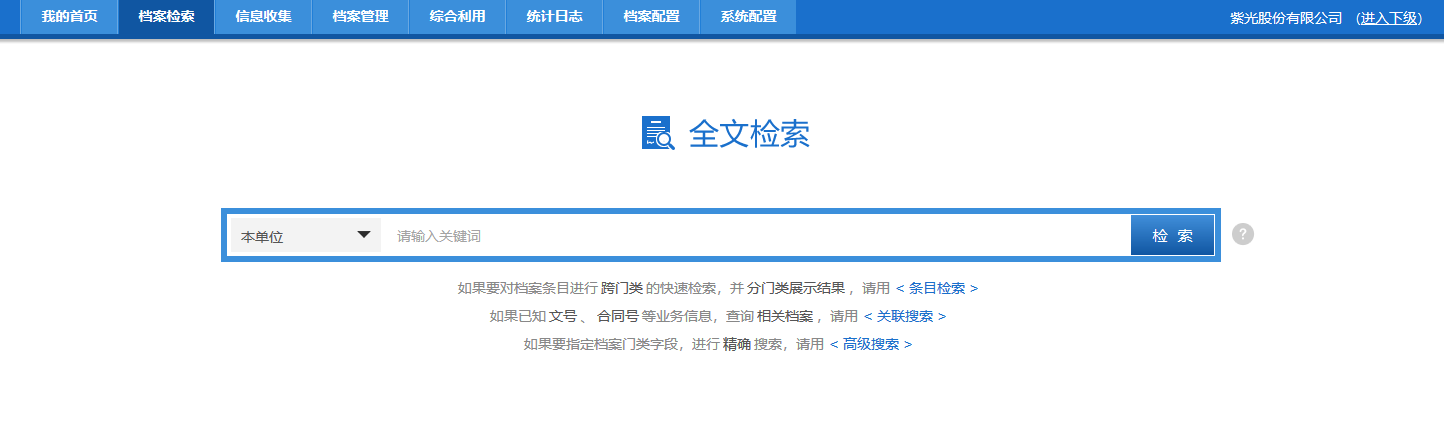 我的首页 档案检索 信息收集 档案管理 综合利用 统计日志 档案配置 系统配置 紫光股份有限公司 (进入下级)
全文检索
本单位 请输入关键词 检 索 ?
如果要对档案条目进行 跨门类 的快速检索，并 分门类展示结果 ，请用 < 条目检索 >
如果已知 文号 、 合同号 等业务信息，查询 相关档案 ，请用 < 关联搜索 >
如果要指定档案门类字段，进行 精确 搜索，请用 < 高级搜索 >